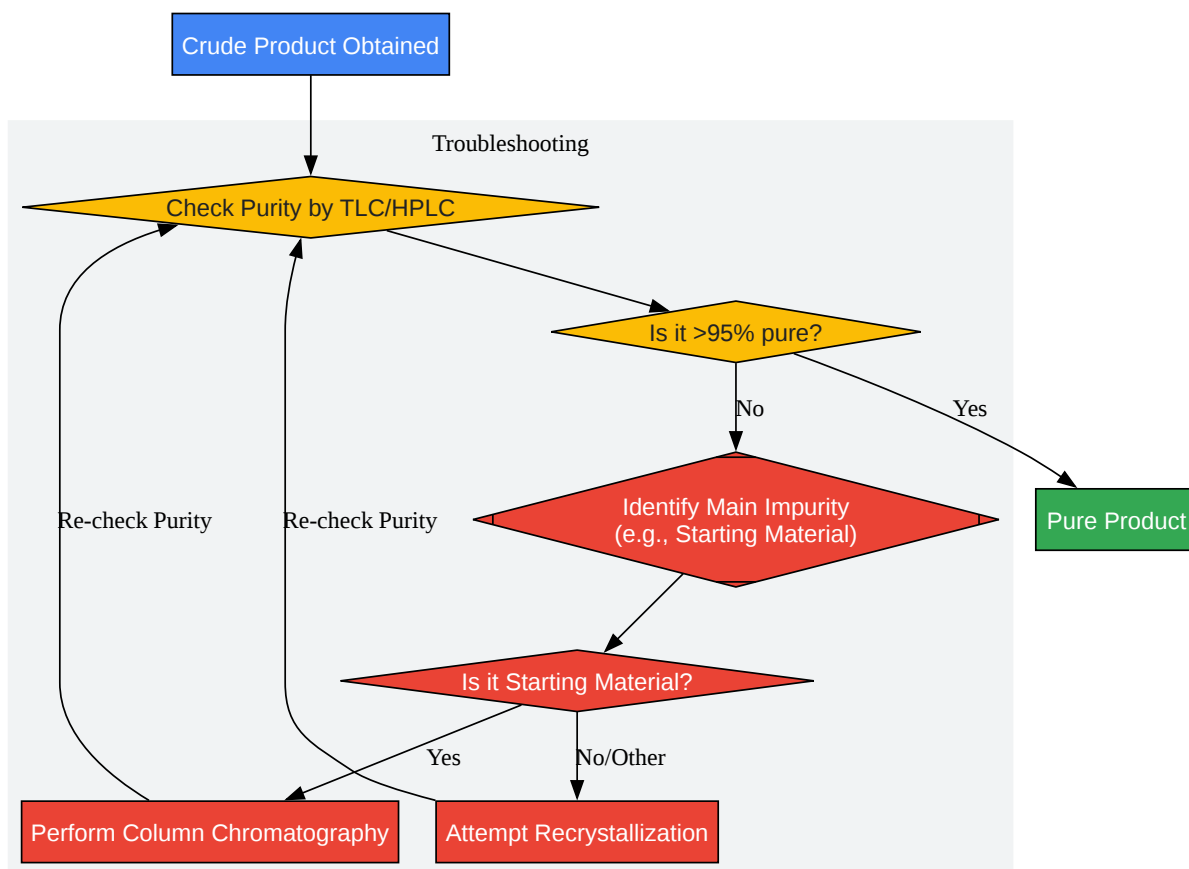 Crude Product Obtained
Troubleshooting
Check Purity by TLC/HPLC
Is it >95% pure?
No
Yes
Identify Main Impurity
(e.g., Starting Material)
Pure Product
Re-check Purity
Re-check Purity
Is it Starting Material?
Yes
No/Other
Perform Column Chromatography
Attempt Recrystallization